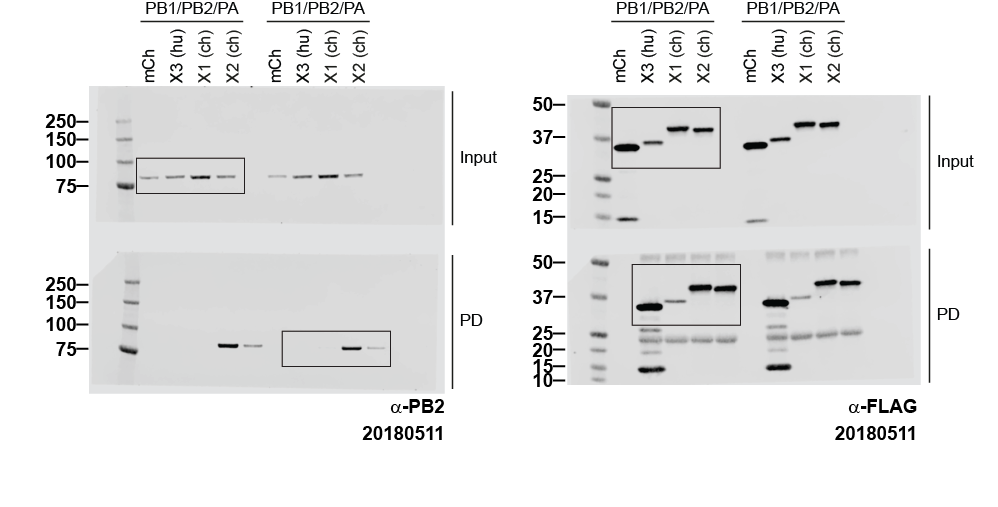 PB1/PB2/PA PB1/PB2/PA
mCh X3 (hu) X1 (ch) X2 (ch) mCh X3 (hu) X1 (ch) X2 (ch)
250
150
100
75
Input
250
150
100
75
PD
α-PB2
20180511
PB1/PB2/PA PB1/PB2/PA
mCh X3 (hu) X1 (ch) X2 (ch) mCh X3 (hu) X1 (ch) X2 (ch)
50
37
25
20
15
Input
50
37
25
20
15
10
PD
α-FLAG
20180511